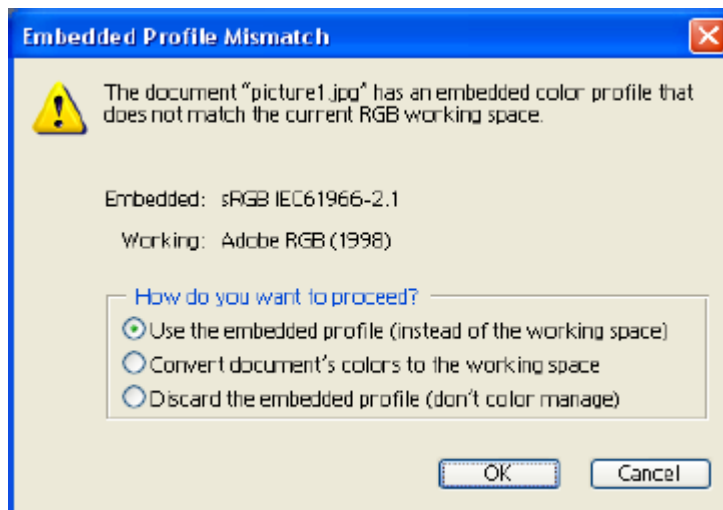 Embedded Profile Mismatch
The document “picture1.jpg” has an embedded color profile that
does not match the current RGB working space.
Embedded: sRGB IEC61966-2.1
Working: Adobe RGB (1998)
How do you want to proceed?
Use the embedded profile (instead of the working space)
Convert document's colors to the working space
Discard the embedded profile (don't color manage)
OK Cancel